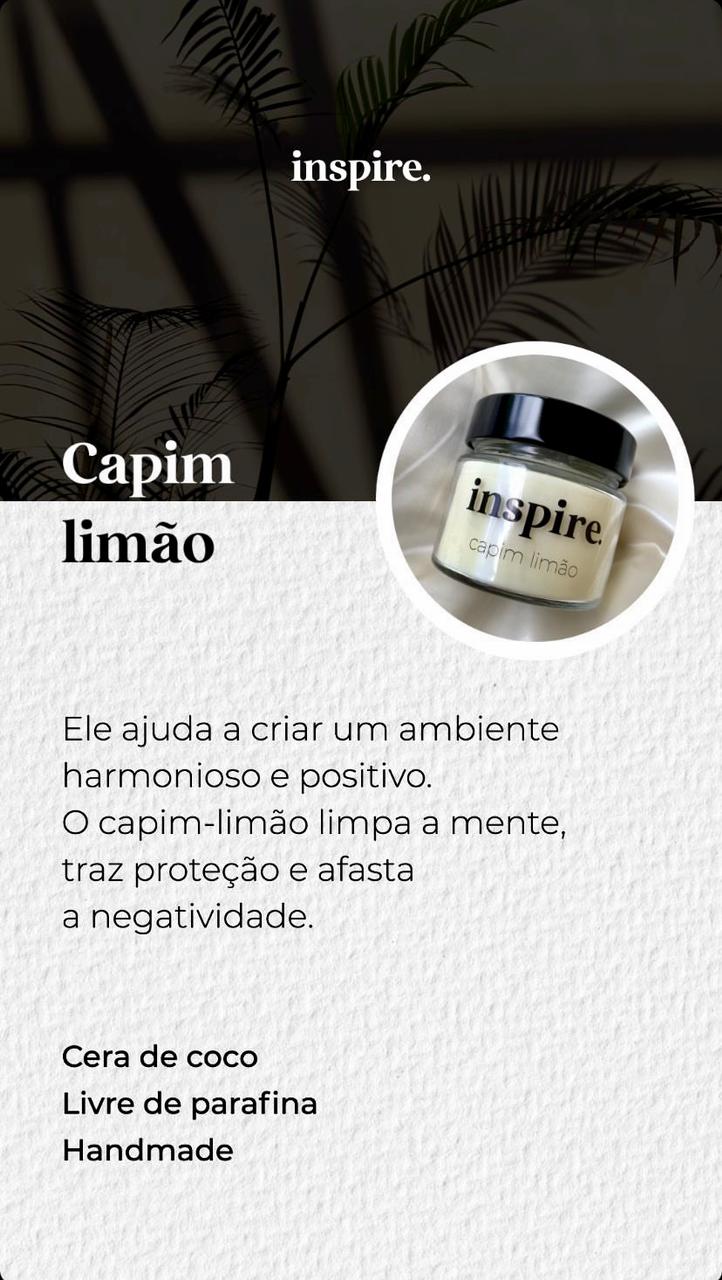 inspire.
Capim
limão
inspire.
capim limão
Ele ajuda a criar um ambiente
harmonioso e positivo.
O capim-limão limpa a mente,
traz proteção e afasta
a negatividade.
Cera de coco
Livre de parafina
Handmade